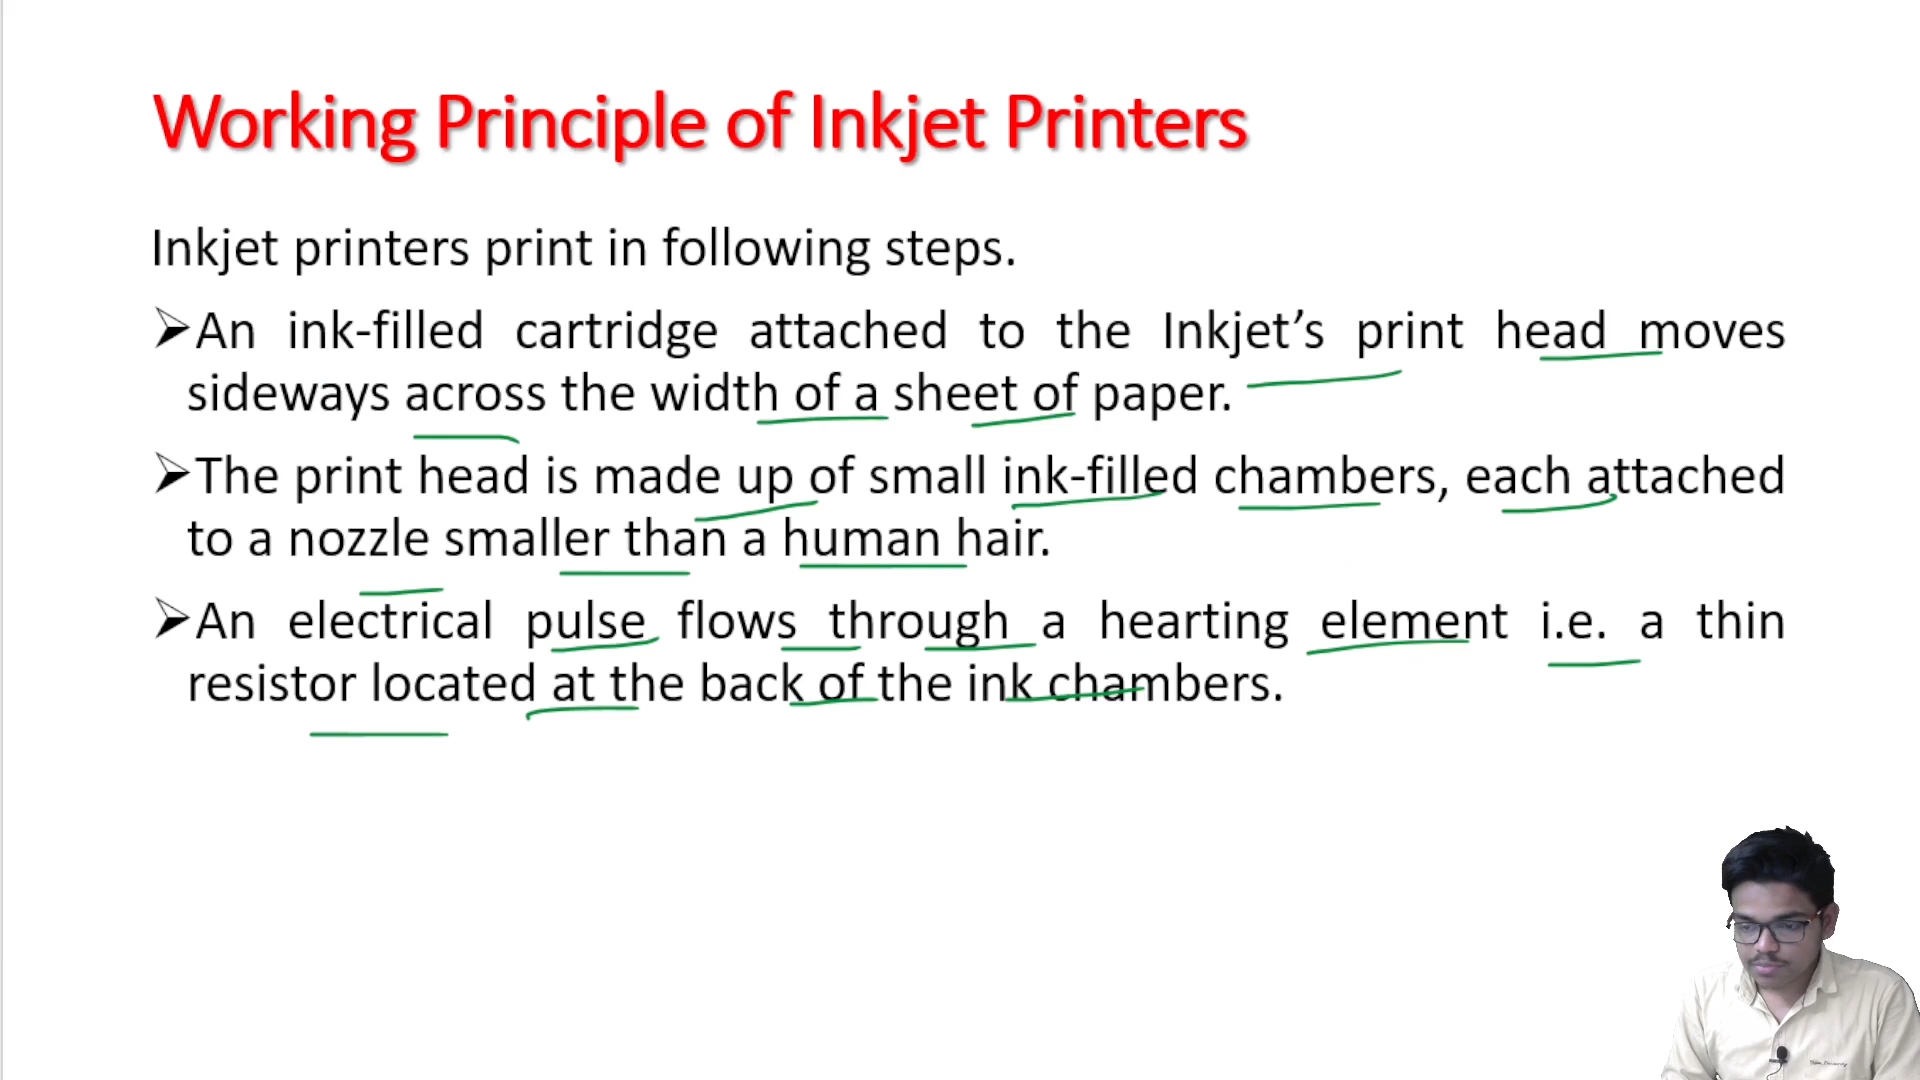 Working Principle of Inkjet Printers
Inkjet printers print in following steps.
➢An ink-filled cartridge attached to the Inkjet’s print head moves
sideways across the width of a sheet of paper.
➢The print head is made up of small ink-filled chambers, each attached
to a nozzle smaller than a human hair.
➢An electrical pulse flows through a hearting element i.e. a thin
resistor located at the back of the ink chambers.